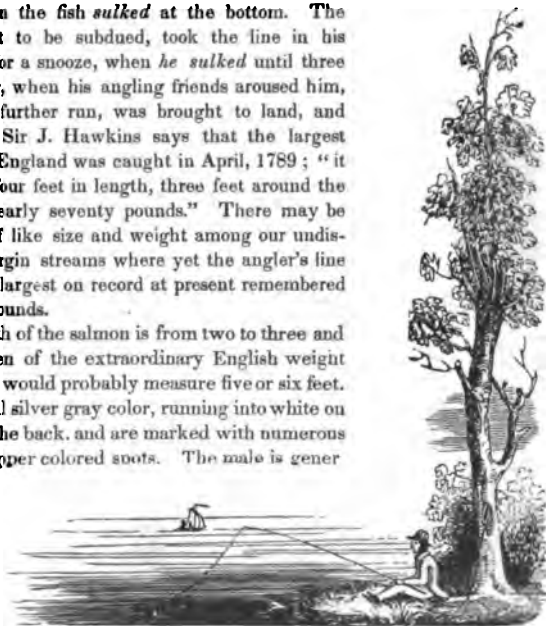 n the fish sulked at the bottom. The
t to be subdued, took the line in his
or a snooze, when he sulked until three
, when his angling friends aroused him,
further run, was brought to land, and
Sir J. Hawkins says that the largest
England was caught in April, 1789 ; “ it
our feet in length, three feet around the
early seventy pounds.” There may be
f like size and weight among our undis-
rgin streams where yet the angler's line
largest on record at present remembered
ounds.
h of the salmon is from two to three and
en of the extraordinary English weight
would probably measure five or six feet.
l silver gray color, running into white on
he back. and are marked with numerous
pper colored spots. The male is gener